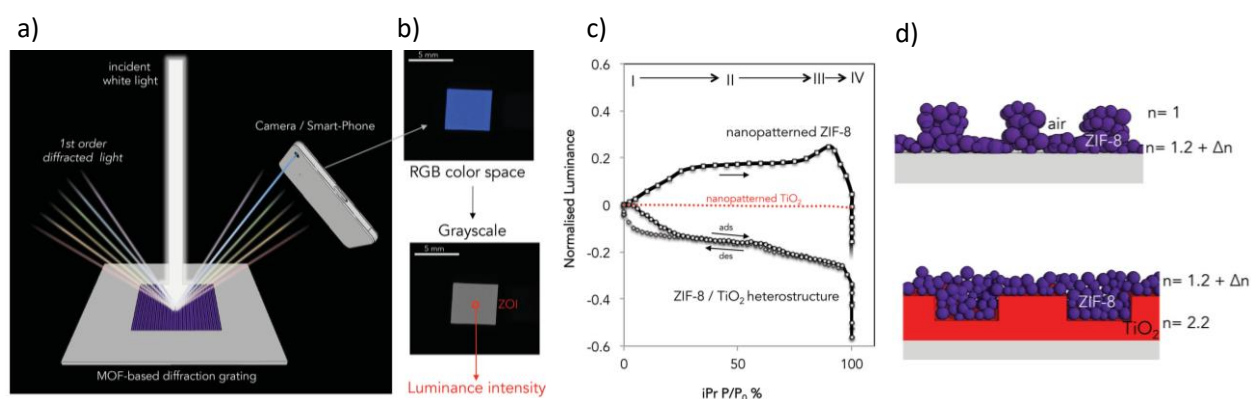 a)
incident
white light
1st order
diffracted light
Camera / Smart-Phone
MOF-based diffraction grating
b)
5 mm
RGB color space
Grayscale
5 mm
ZOI
Luminance intensity
c)
Normalised Luminance
0.6
0.4
0.2
0
-0.2
-0.4
-0.6
I
II
III
IV
nanopatterned ZIF-8
nanopatterned TiO₂
ads
des
ZIF-8 / TiO₂ heterostructure
0
50
100
iPr P/P₀ %
d)
n= 1
air
ZIF-8
n= 1.2 + Δn
n= 1.2 + Δn
ZIF-8
TiO₂
n= 2.2